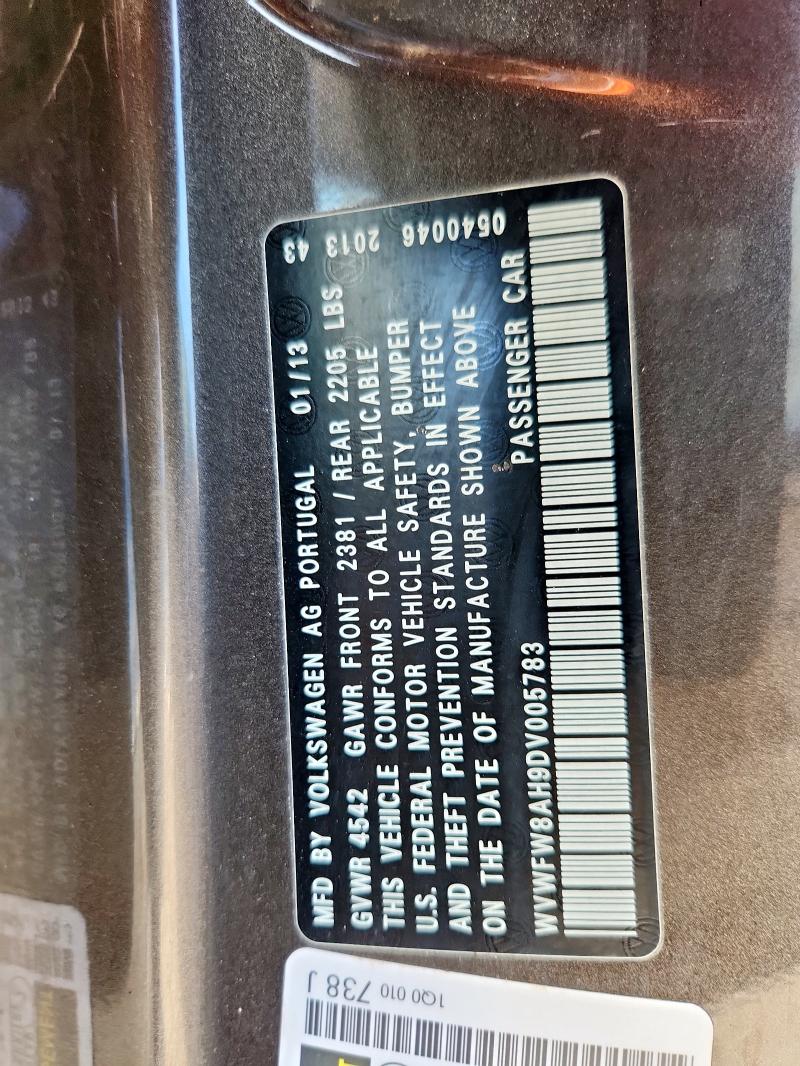 MFD BY VOLKSWAGEN AG PORTUGAL 01/13 43
GVWR 4542 GAWR FRONT 2381 / REAR 2205 LBS 2013
THIS VEHICLE CONFORMS TO ALL APPLICABLE
U.S. FEDERAL MOTOR VEHICLE SAFETY, BUMPER 0540046
AND THEFT PREVENTION STANDARDS IN EFFECT
ON THE DATE OF MANUFACTURE SHOWN ABOVE
PASSENGER CAR
WVWFW8AH9DV005783
1Q0 010 738 J